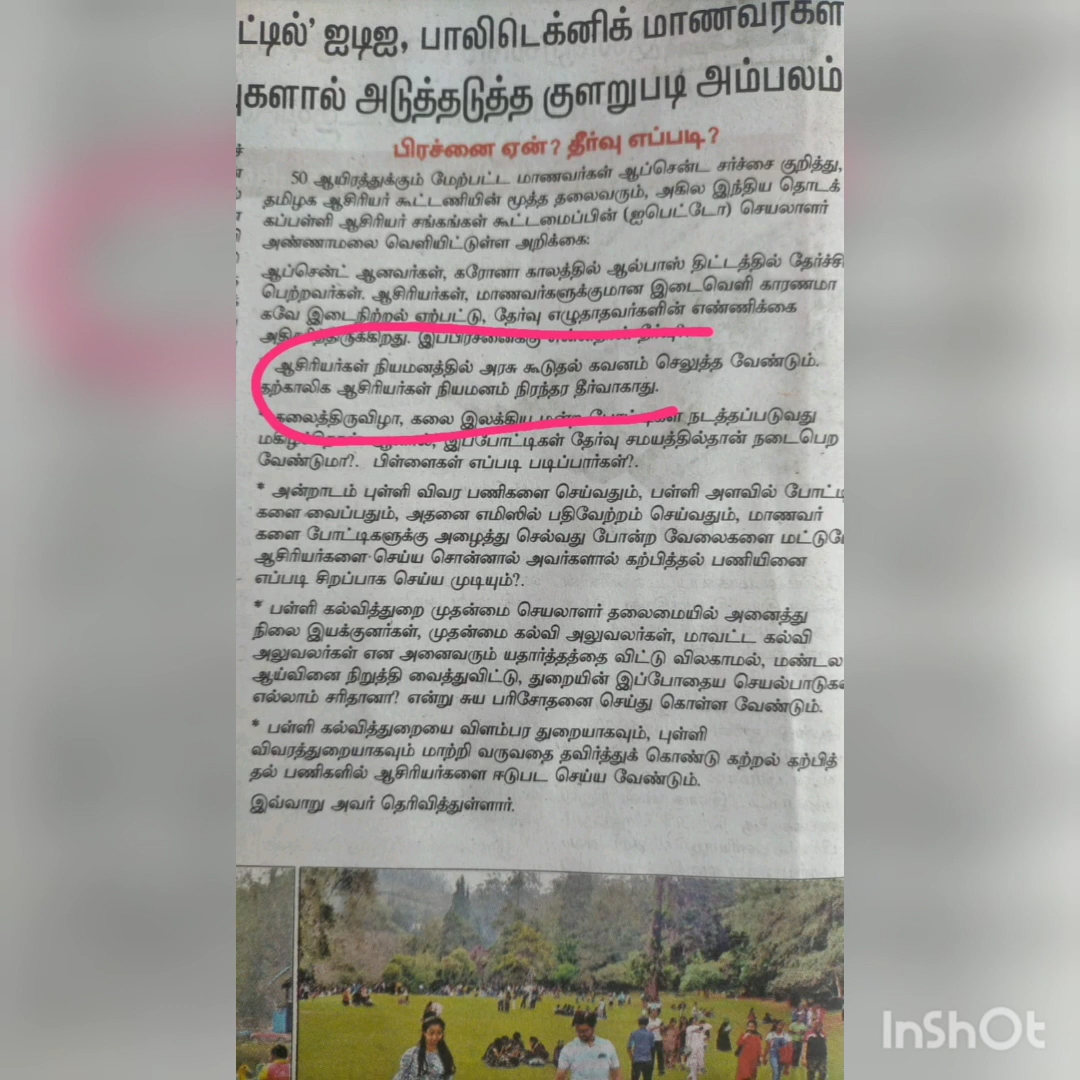 ட்டில்' ஐடிஐ, பாலிடெக்னிக் மாணவர்கள்
களால் அடுத்தடுத்த குளறுபடி அம்பலம்
பிரச்னை ஏன்? தீர்வு எப்படி?
50 ஆயிரத்துக்கும் மேற்பட்ட மாணவர்கள் ஆப்சென்ட சர்ச்சை குறித்து,
தமிழக ஆசிரியர் கூட்டணியின் மூத்த தலைவரும், அகில இந்திய தொடக்
கப்பள்ளி ஆசிரியர் சங்கங்கள் கூட்டமைப்பின் (ஐபெட்டோ) செயலாளர்
அண்ணாமலை வெளியிட்டுள்ள அறிக்கை:
ஆப்சென்ட் ஆனவர்கள், கரோனா காலத்தில் ஆல்பாஸ் திட்டத்தில் தேர்ச்சி
பெற்றவர்கள். ஆசிரியர்கள், மாணவர்களுக்குமான இடைவெளி காரணமா
கவே இடைநிற்றல் ஏற்பட்டு, தேர்வு எழுதாதவர்களின் எண்ணிக்கை
இப்பிரச்னைக்கு
ஆசிரியர்கள் நியமனத்தில் அரசு கூடுதல் கவனம் செலுத்த வேண்டும்.
தற்காலிக ஆசிரியர்கள் நியமனம் நிரந்தர தீர்வாகாது.
* கலைத்திருவிழா, கலை இலக்கிய மன்ற போட்டிகள் நடத்தப்படுவது
இப்போட்டிகள் தேர்வு சமயத்தில்தான் நடைபெற
வேண்டுமா?. பிள்ளைகள் எப்படி படிப்பார்கள்?.
* அன்றாடம் புள்ளி விவர பணிகளை செய்வதும், பள்ளி அளவில் போட்டி
களை வைப்பதும், அதனை எமிஸில் பதிவேற்றம் செய்வதும், மாணவர்
களை போட்டிகளுக்கு அழைத்து செல்வது போன்ற வேலைகளை மட்டுமே
ஆசிரியர்களை செய்ய சொன்னால் அவர்களால் கற்பித்தல் பணியினை
எப்படி சிறப்பாக செய்ய முடியும்?.
* பள்ளி கல்வித்துறை முதன்மை செயலாளர் தலைமையில் அனைத்து
நிலை இயக்குனர்கள், முதன்மை கல்வி அலுவலர்கள், மாவட்ட கல்வி
அலுவலர்கள் என அனைவரும் யதார்த்தத்தை விட்டு விலகாமல், மண்டல
ஆய்வினை நிறுத்தி வைத்துவிட்டு, துறையின் இப்போதைய செயல்பாடுகள்
எல்லாம் சரிதானா? என்று சுய பரிசோதனை செய்து கொள்ள வேண்டும்.
* பள்ளி கல்வித்துறையை விளம்பர துறையாகவும், புள்ளி
விவரத்துறையாகவும் மாற்றி வருவதை தவிர்த்துக் கொண்டு கற்றல் கற்பித்
தல் பணிகளில் ஆசிரியர்களை ஈடுபட செய்ய வேண்டும்.
இவ்வாறு அவர் தெரிவித்துள்ளார்.
InShOt